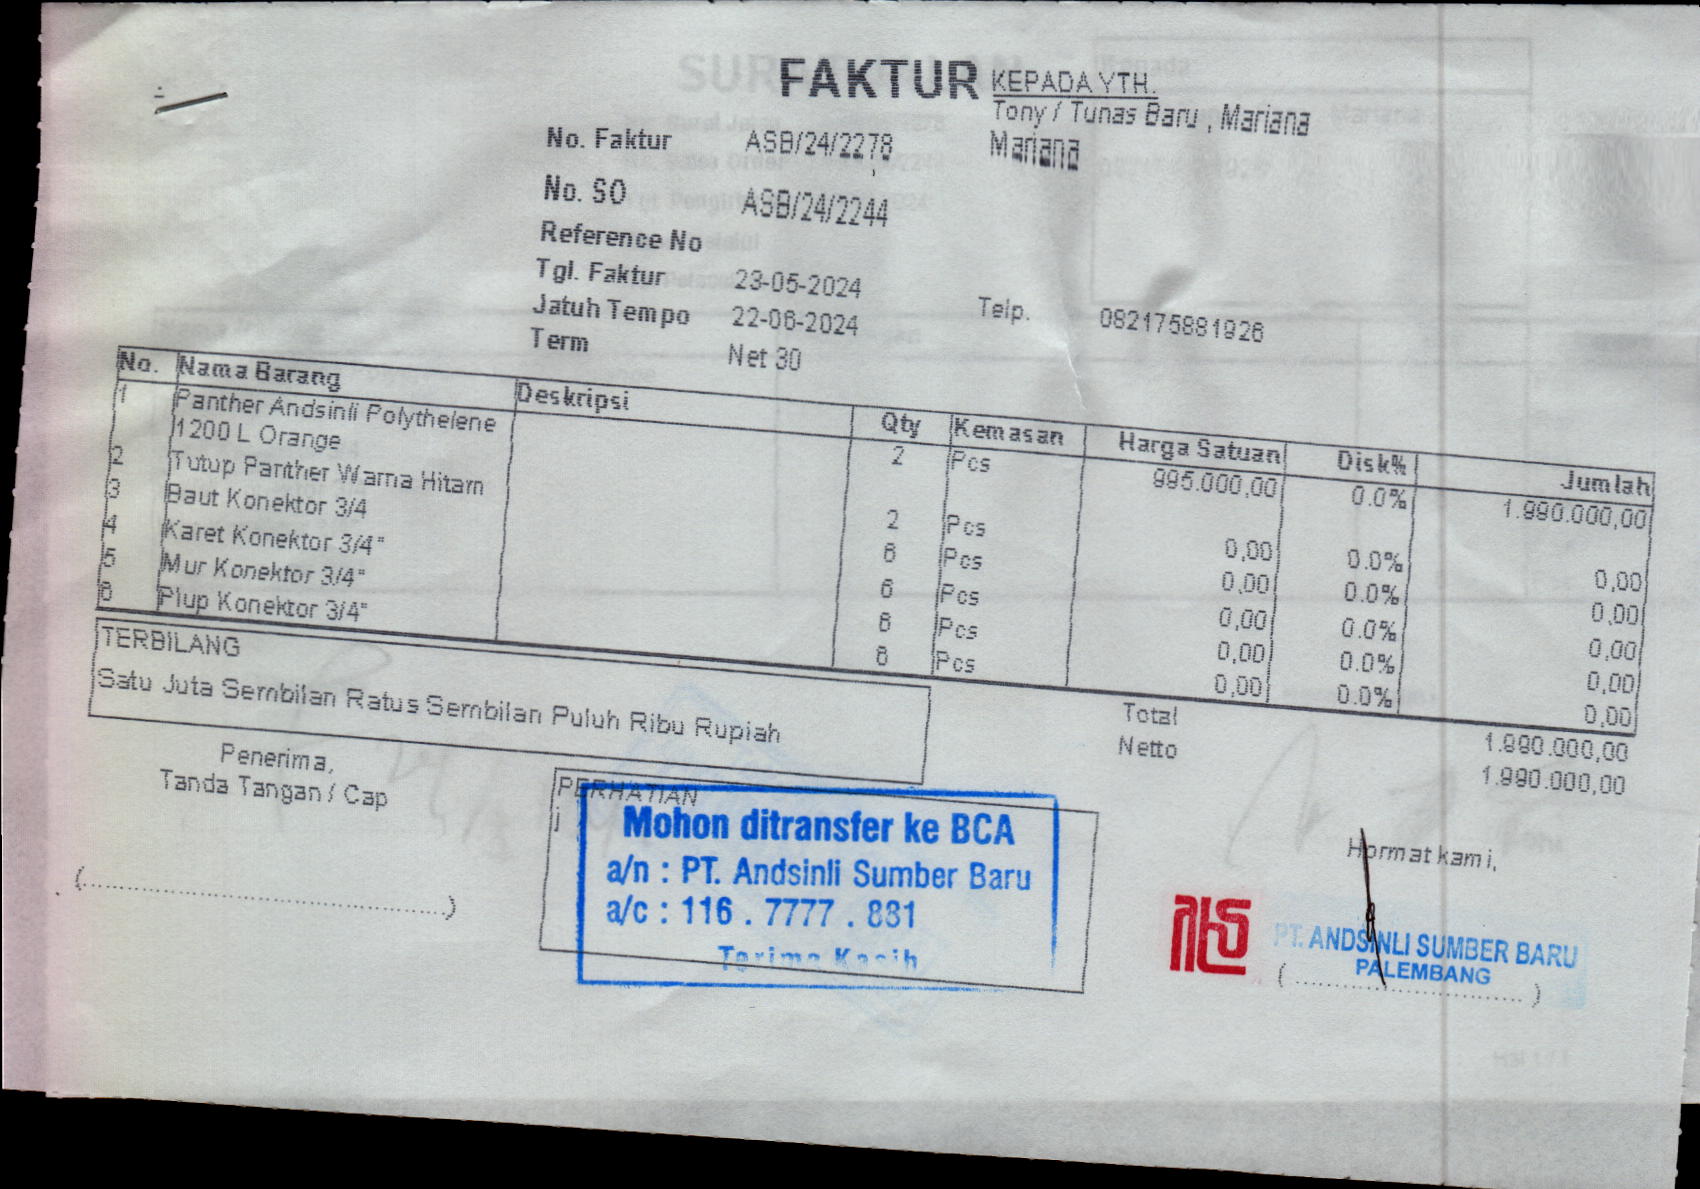 FAKTUR
KEPADA YTH.
Tony / Tunas Baru , Mariana
Mariana
No. Faktur ASB/24/2278
No. SO ASB/24/2244
Reference No
Tgl. Faktur 23-05-2024
Jatuh Tempo 22-06-2024
Term Net 30
Telp. 082175881926
No. Nama Barang Deskripsi Qty Kemasan Harga Satuan Disk% Jumlah
1 Panther Andsinli Polythelene 2 Pcs 995.000,00 0.0% 1.990.000,00
1200 L Orange
2 Tutup Panther Warna Hitam 2 Pcs 0,00 0.0% 0,00
3 Baut Konektor 3/4 6 Pcs 0,00 0.0% 0,00
4 Karet Konektor 3/4" 6 Pcs 0,00 0.0% 0,00
5 Mur Konektor 3/4" 6 Pcs 0,00 0.0% 0,00
6 Plup Konektor 3/4" 6 Pcs 0,00 0.0% 0,00
TERBILANG
Satu Juta Sembilan Ratus Sembilan Puluh Ribu Rupiah
Total 1.990.000,00
Netto 1.990.000,00
Penerima,
Tanda Tangan / Cap
(..............................................)
PERHATIAN
Mohon ditransfer ke BCA
a/n : PT. Andsinli Sumber Baru
a/c : 116 . 7777 . 881
Terima Kasih
Hormat kami,
PT. ANDSINLI SUMBER BARU
PALEMBANG
(..............................)